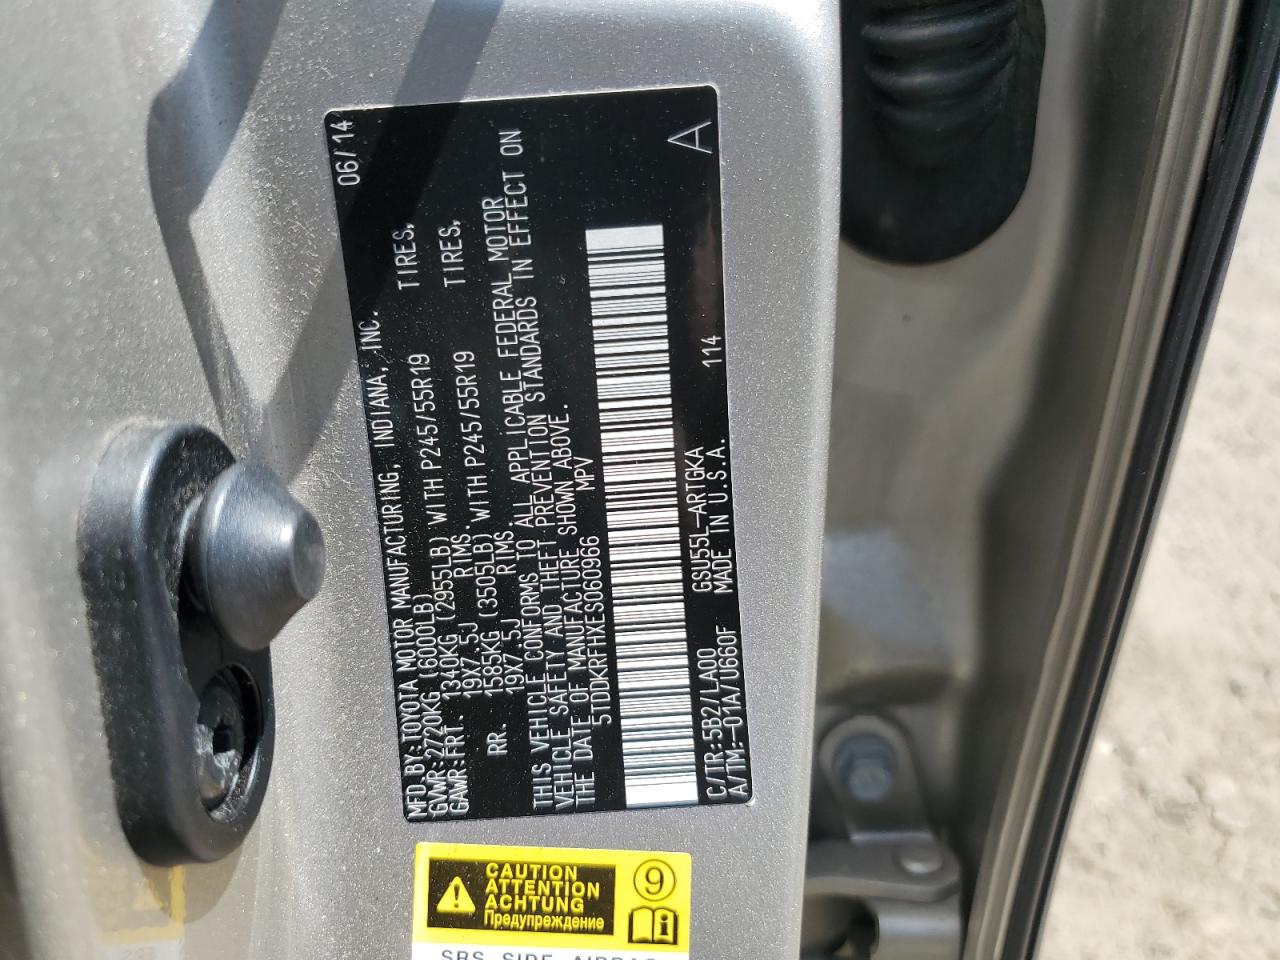 MFD.BY:TOYOTA MOTOR MANUFACTURING, INDIANA, INC. 06/14
GVWR:2720KG (6000LB)
GAWR:FRT. 1340KG (2955LB) WITH P245/55R19 TIRES,
19X7.5J RIMS,
RR. 1585KG (3505LB) WITH P245/55R19 TIRES,
19X7.5J RIMS.
THIS VEHICLE CONFORMS TO ALL APPLICABLE FEDERAL MOTOR
VEHICLE SAFETY AND THEFT PREVENTION STANDARDS IN EFFECT ON
THE DATE OF MANUFACTURE SHOWN ABOVE.
5TDDKRFHXES060966 MPV
C/TR:5B2/LA00 GSU55L-ARTGKA 114 A
A/TM:-01A/U660F MADE IN U.S.A.
CAUTION
ATTENTION
ACHTUNG
Предупреждение
9
i
SRS SIDE AIRBAG